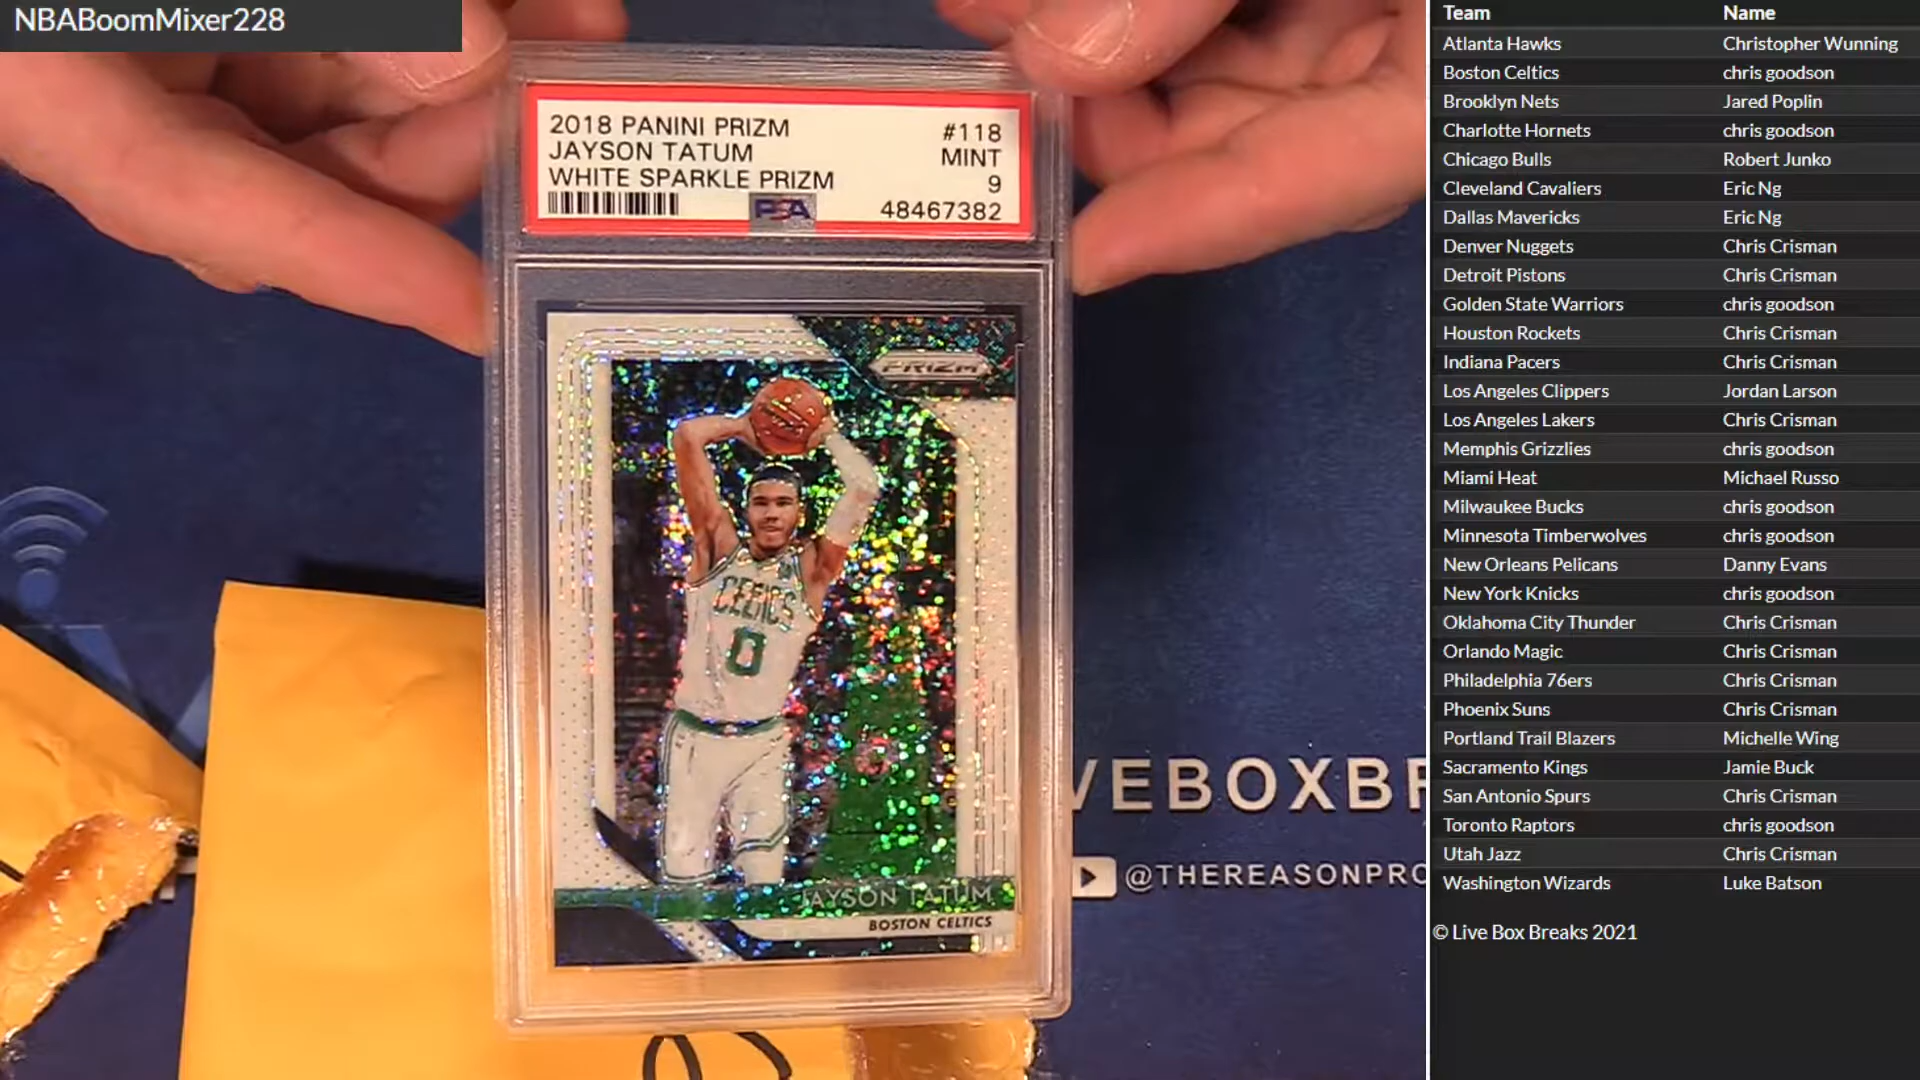 NBABoomMixer228
2018 PANINI PRIZM #118
JAYSON TATUM MINT
WHITE SPARKLE PRIZM 9
PSA 48467382
PRIZM
CELTICS
0
JAYSON TATUM
BOSTON CELTICS
VEBOXB
@THEREASONPRO
Team Name
Atlanta Hawks Christopher Wunning
Boston Celtics chris goodson
Brooklyn Nets Jared Poplin
Charlotte Hornets chris goodson
Chicago Bulls Robert Junko
Cleveland Cavaliers Eric Ng
Dallas Mavericks Eric Ng
Denver Nuggets Chris Crisman
Detroit Pistons Chris Crisman
Golden State Warriors chris goodson
Houston Rockets Chris Crisman
Indiana Pacers Chris Crisman
Los Angeles Clippers Jordan Larson
Los Angeles Lakers Chris Crisman
Memphis Grizzlies chris goodson
Miami Heat Michael Russo
Milwaukee Bucks chris goodson
Minnesota Timberwolves chris goodson
New Orleans Pelicans Danny Evans
New York Knicks chris goodson
Oklahoma City Thunder Chris Crisman
Orlando Magic Chris Crisman
Philadelphia 76ers Chris Crisman
Phoenix Suns Chris Crisman
Portland Trail Blazers Michelle Wing
Sacramento Kings Jamie Buck
San Antonio Spurs Chris Crisman
Toronto Raptors chris goodson
Utah Jazz Chris Crisman
Washington Wizards Luke Batson
© Live Box Breaks 2021